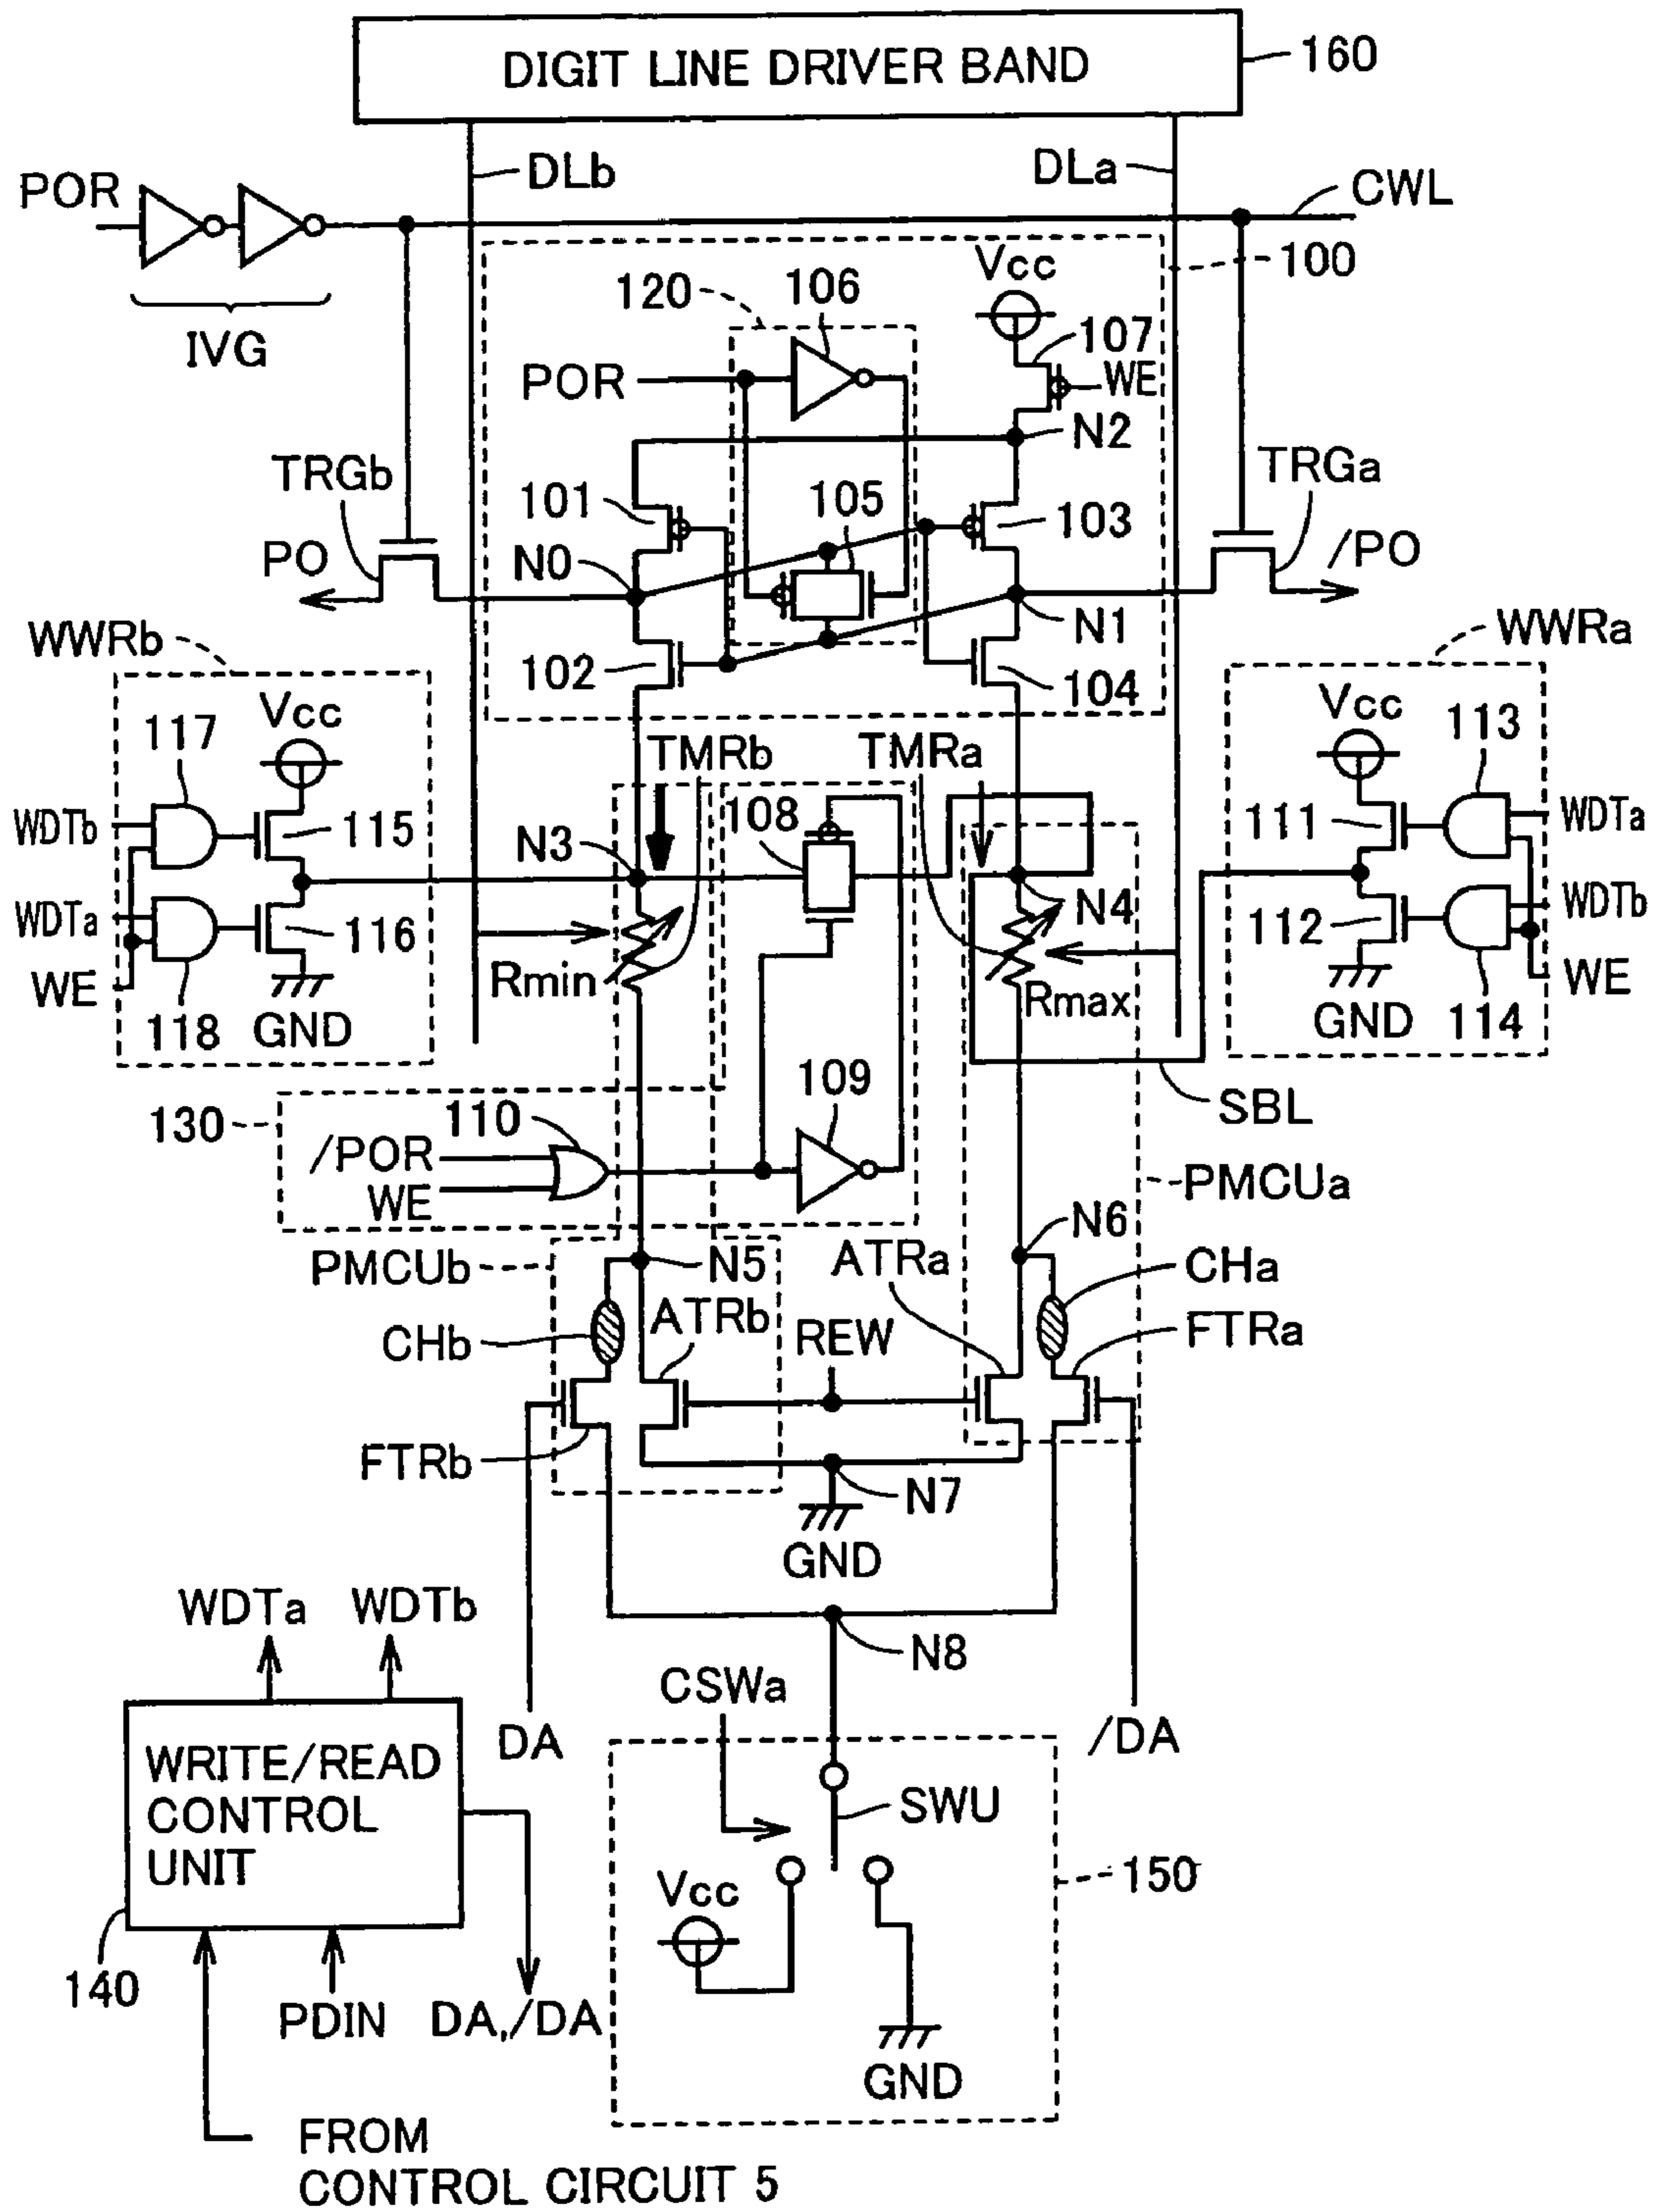 DIGIT LINE DRIVER BAND
160
DLb
DLa
POR
CWL
IVG
Vcc
100
120
106
107
POR
WE
N2
TRGb
TRGa
101
105
103
PO
/PO
N0
N1
WWRb
WWRa
102
104
Vcc
Vcc
117
TMRb
TMRa
113
108
WDTb
115
111
WDTa
N3
N4
WDTa
WDTb
116
112
WE
Rmin
Rmax
WE
118
GND
GND
114
109
SBL
130
110
/POR
WE
PMCUa
N6
PMCUb
N5
ATRa
CHa
ATRb
CHb
REW
FTRa
FTRb
N7
GND
WDTa
WDTb
N8
CSWa
DA
/DA
WRITE/READ
CONTROL
UNIT
SWU
150
Vcc
140
PDIN
DA,/DA
GND
FROM
CONTROL CIRCUIT 5